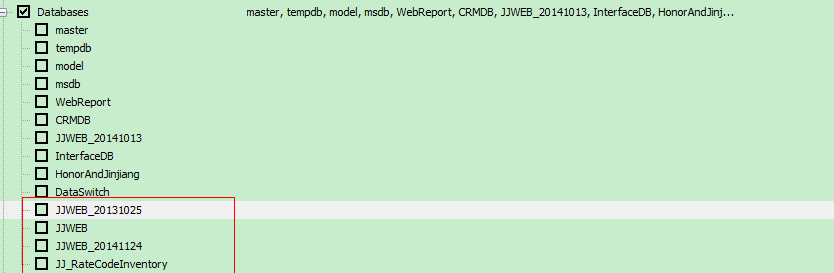 Databases master, tempdb, model, msdb, WebReport, CRMDB, JJWEB_20141013, InterfaceDB, HonorAndJinj...
master
tempdb
model
msdb
WebReport
CRMDB
JJWEB_20141013
InterfaceDB
HonorAndJinjiang
DataSwitch
JJWEB_20131025
JJWEB
JJWEB_20141124
JJ_RateCodeInventory